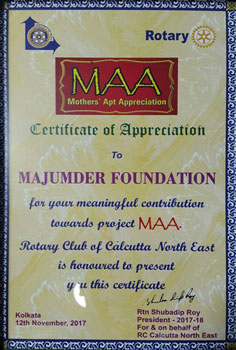 Rotary
MAA
Mothers' Apt Appreciation
Certificate of Appreciation
To
MAJUMDER FOUNDATION
for your meaningful contribution
towards project MAA.
Rotary Club of Calcutta North East
is honoured to present
you this certificate
Kolkata
12th November, 2017
Rtn Shubadip Roy
President - 2017-18
For & on behalf of
RC Calcutta North East